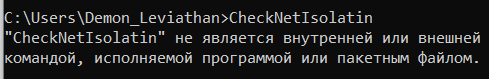 C:\Users\Demon_Leviathan>CheckNetIsolatin
"CheckNetIsolatin" не является внутренней или внешней
командой, исполняемой программой или пакетным файлом.